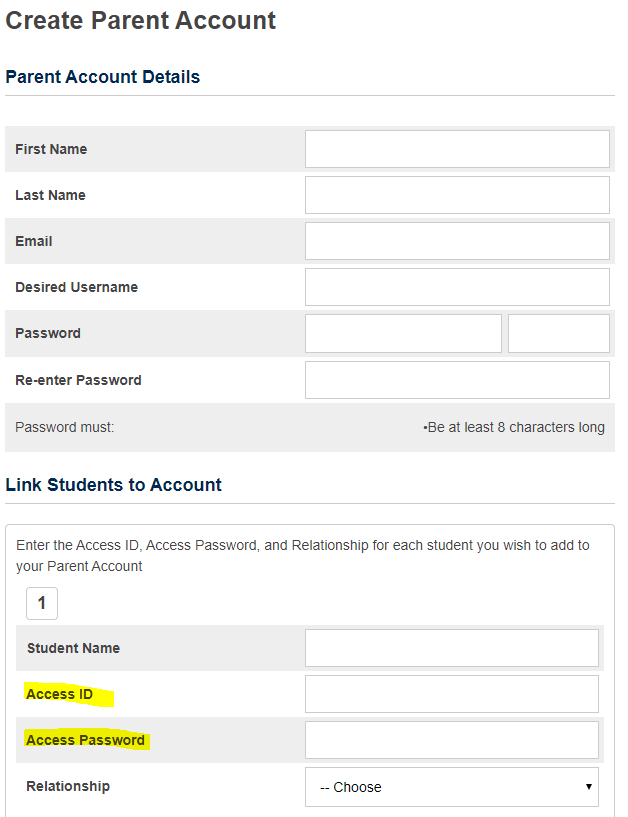 Create Parent Account
Parent Account Details
First Name
Last Name
Email
Desired Username
Password
Re-enter Password
Password must: •Be at least 8 characters long
Link Students to Account
Enter the Access ID, Access Password, and Relationship for each student you wish to add to
your Parent Account
1
Student Name
Access ID
Access Password
Relationship -- Choose